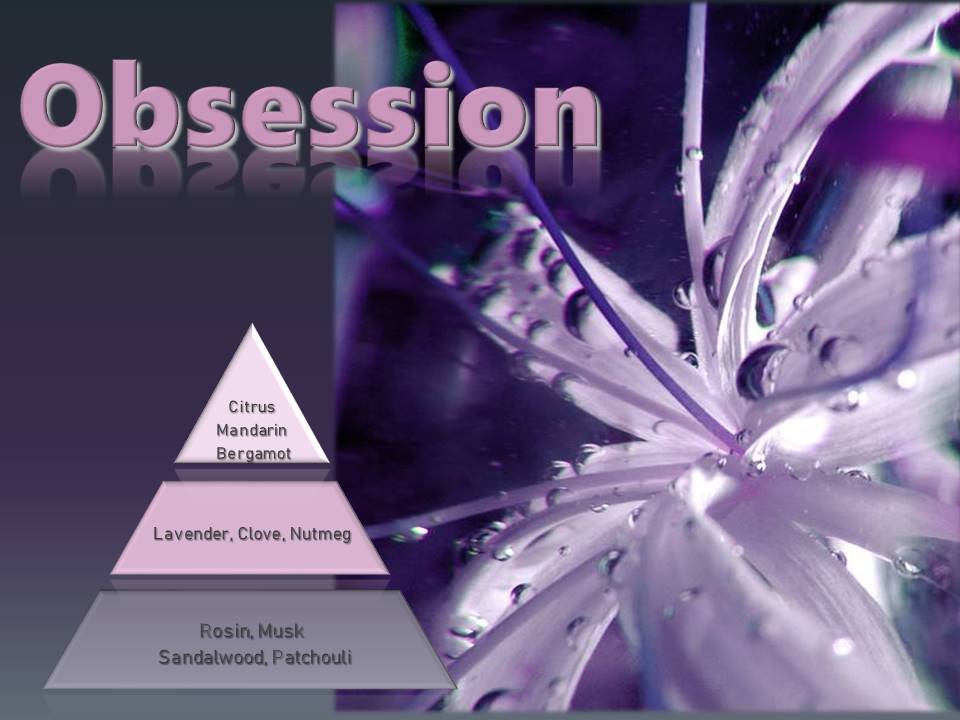 Obsession
Citrus
Mandarin
Bergamot
Lavender, Clove, Nutmeg
Rosin, Musk
Sandalwood, Patchouli